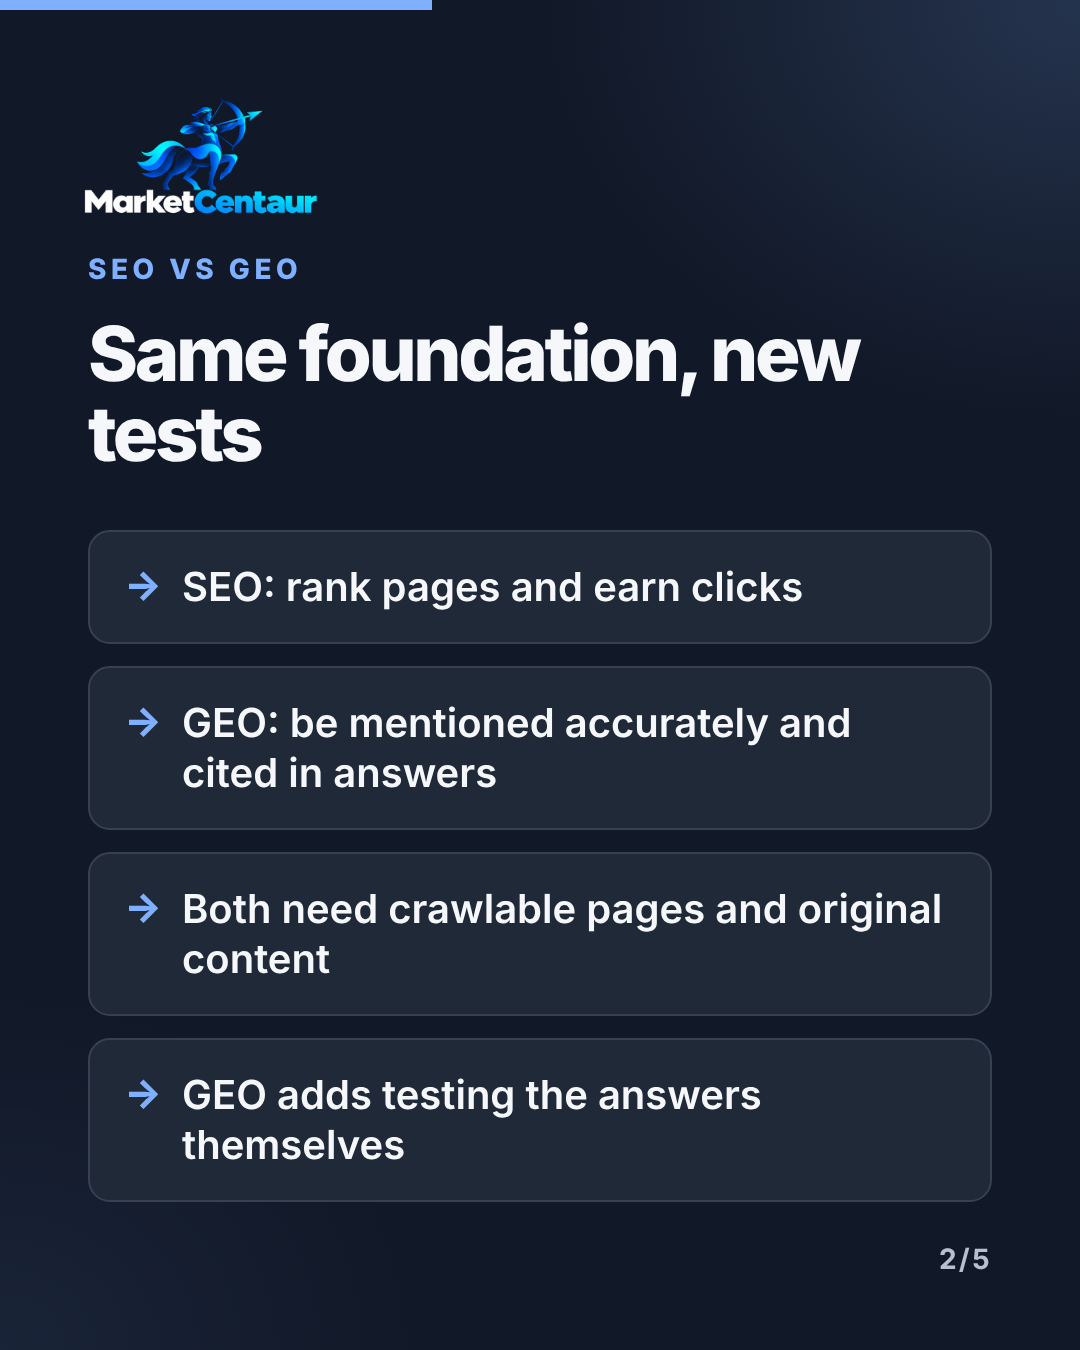 MarketCentaur
SEO VS GEO
Same foundation, new
tests
→ SEO: rank pages and earn clicks
→ GEO: be mentioned accurately and
cited in answers
→ Both need crawlable pages and original
content
→ GEO adds testing the answers
themselves
2/5